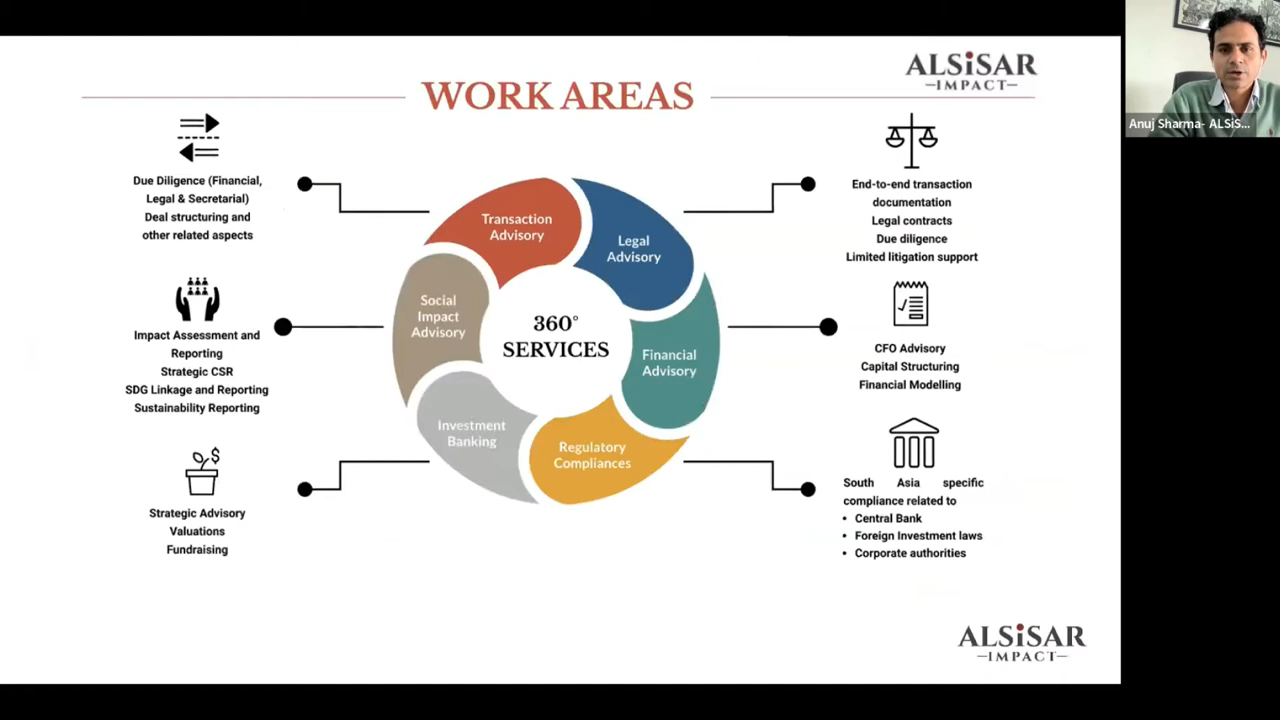 ALSiSAR
IMPACT
WORK AREAS
Due Diligence (Financial,
Legal & Secretarial)
Deal structuring and
other related aspects
Impact Assessment and
Reporting
Strategic CSR
SDG Linkage and Reporting
Sustainability Reporting
Strategic Advisory
Valuations
Fundraising
Transaction
Advisory
Legal
Advisory
Social
Impact
Advisory
360°
SERVICES
Financial
Advisory
Investment
Banking
Regulatory
Compliances
End-to-end transaction
documentation
Legal contracts
Due diligence
Limited litigation support
CFO Advisory
Capital Structuring
Financial Modelling
South Asia specific
compliance related to
• Central Bank
• Foreign Investment laws
• Corporate authorities
ALSiSAR
IMPACT
Anuj Sharma- ALSiS...